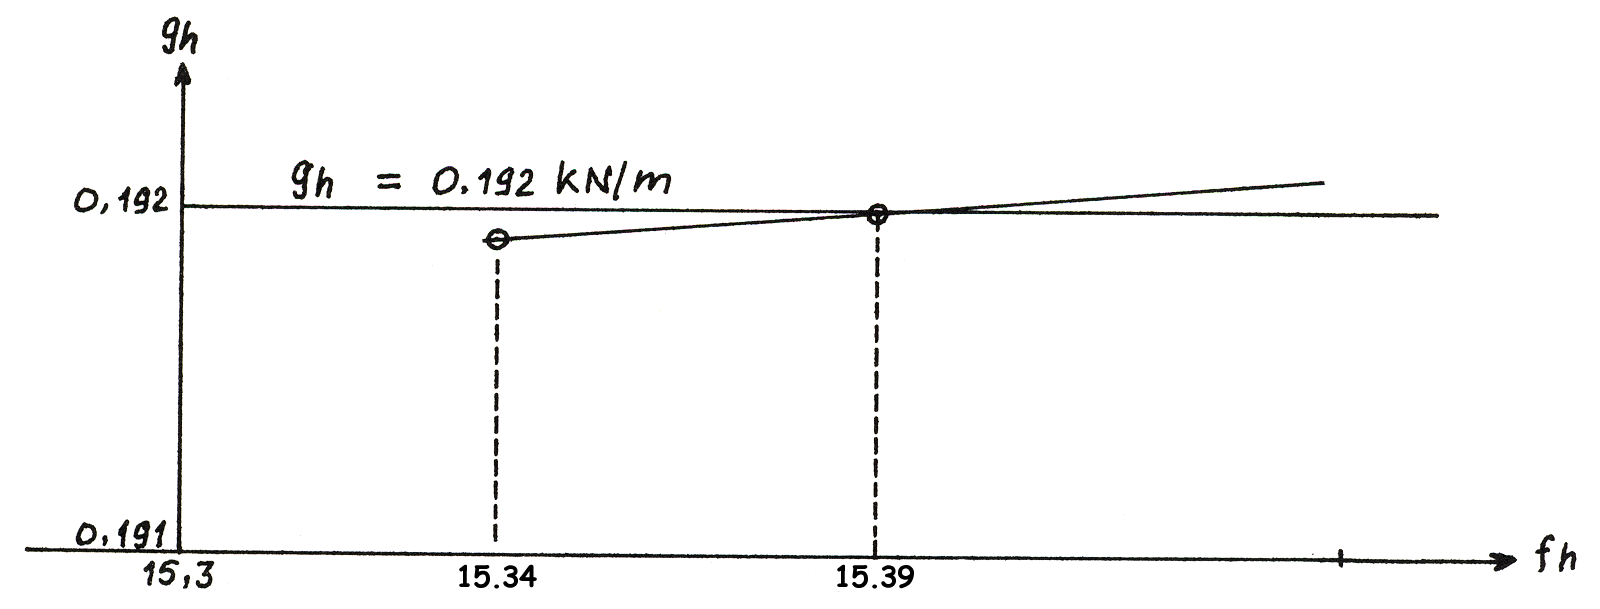 gh
gh = 0.192 kN/m
0,192
0.191
15,3
15.34
15.39
fh